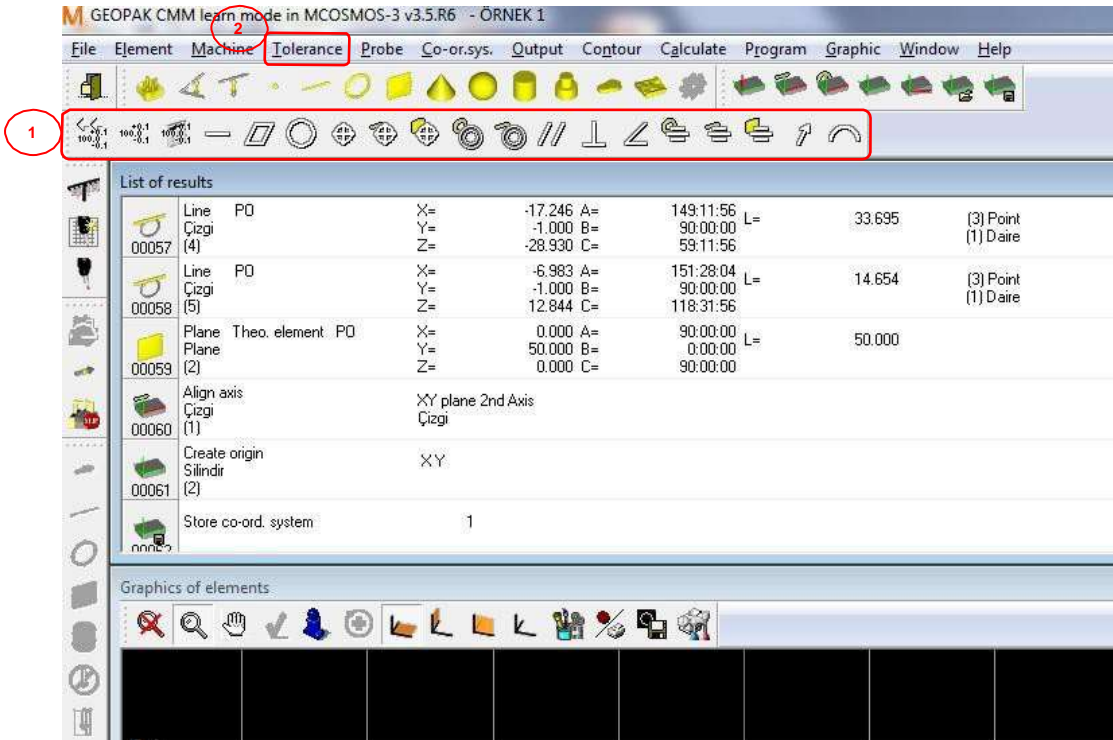 GEOPAK CMM learn mode in MCOSMOS-3 v3.5.R6 - ÖRNEK 1
2
File Element Machine Tolerance Probe Co-or.sys. Output Contour Calculate Program Graphic Window Help
1
List of results
Line PO X= -17.246 A= 149:11:56 L= 33.695 (3) Point
Çizgi Y= -1.000 B= 90:00:00 (1) Daire
00057 (4) Z= -28.930 C= 59:11:56
Line PO X= -6.983 A= 151:28:04 L= 14.654 (3) Point
Çizgi Y= -1.000 B= 90:00:00 (1) Daire
00058 (5) Z= 12.844 C= 118:31:56
Plane Theo. element PO X= 0.000 A= 90:00:00 L= 50.000
Plane Y= 50.000 B= 0:00:00
00059 (2) Z= 0.000 C= 90:00:00
Align axis XY plane 2nd Axis
Çizgi Çizgi
00060 (1)
Create origin XY
Silindir
00061 (2)
Store co-ord. system 1
Graphics of elements